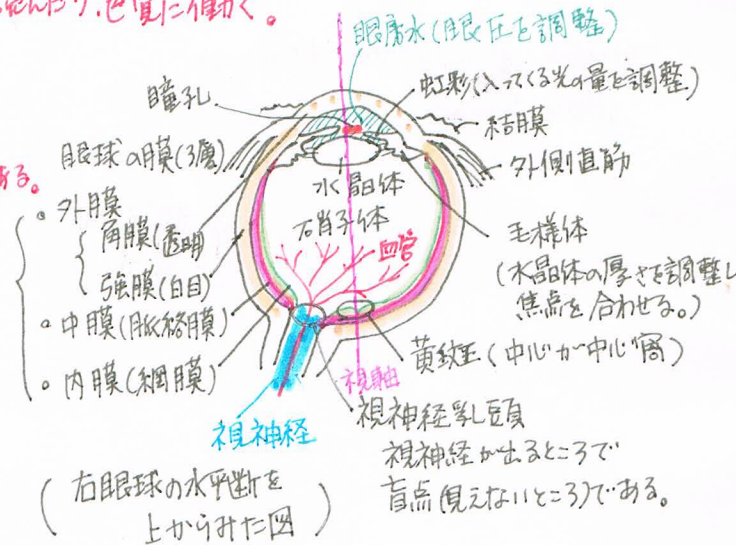 色覚に働く。
眼房水(眼圧を調整)
瞳孔
虹彩(入ってくる光の量を調整)
結膜
眼球の膜(3層)
外側直筋
ある。
水晶体
・外膜
硝子体
角膜(透明)
血管
毛様体
強膜(白目)
(水晶体の厚さを調整し
焦点を合わせる。)
・中膜(脈絡膜)
黄斑(中心が中心窩)
・内膜(網膜)
視軸
視神経乳頭
視神経
視神経が出るところで
盲点(見えないところ)である。
(右眼球の水平断を
上からみた図)